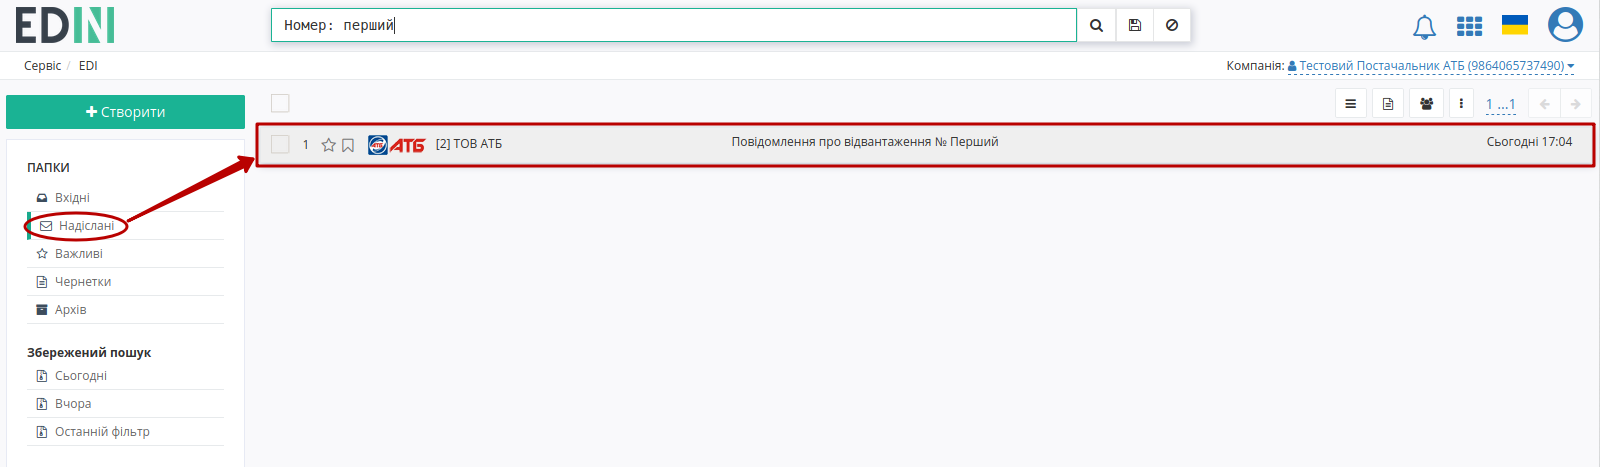 EDIN
Номер: перший
Сервіс / EDI
Компанія: Тестовий Постачальник АТБ (9864065737490)
Створити
1 ...1
1 АТБ [2] ТОВ АТБ Повідомлення про відвантаження № Перший Сьогодні 17:04
ПАПКИ
Вхідні
Надіслані
Важливі
Чернетки
Архів
Збережений пошук
Сьогодні
Вчора
Останній фільтр